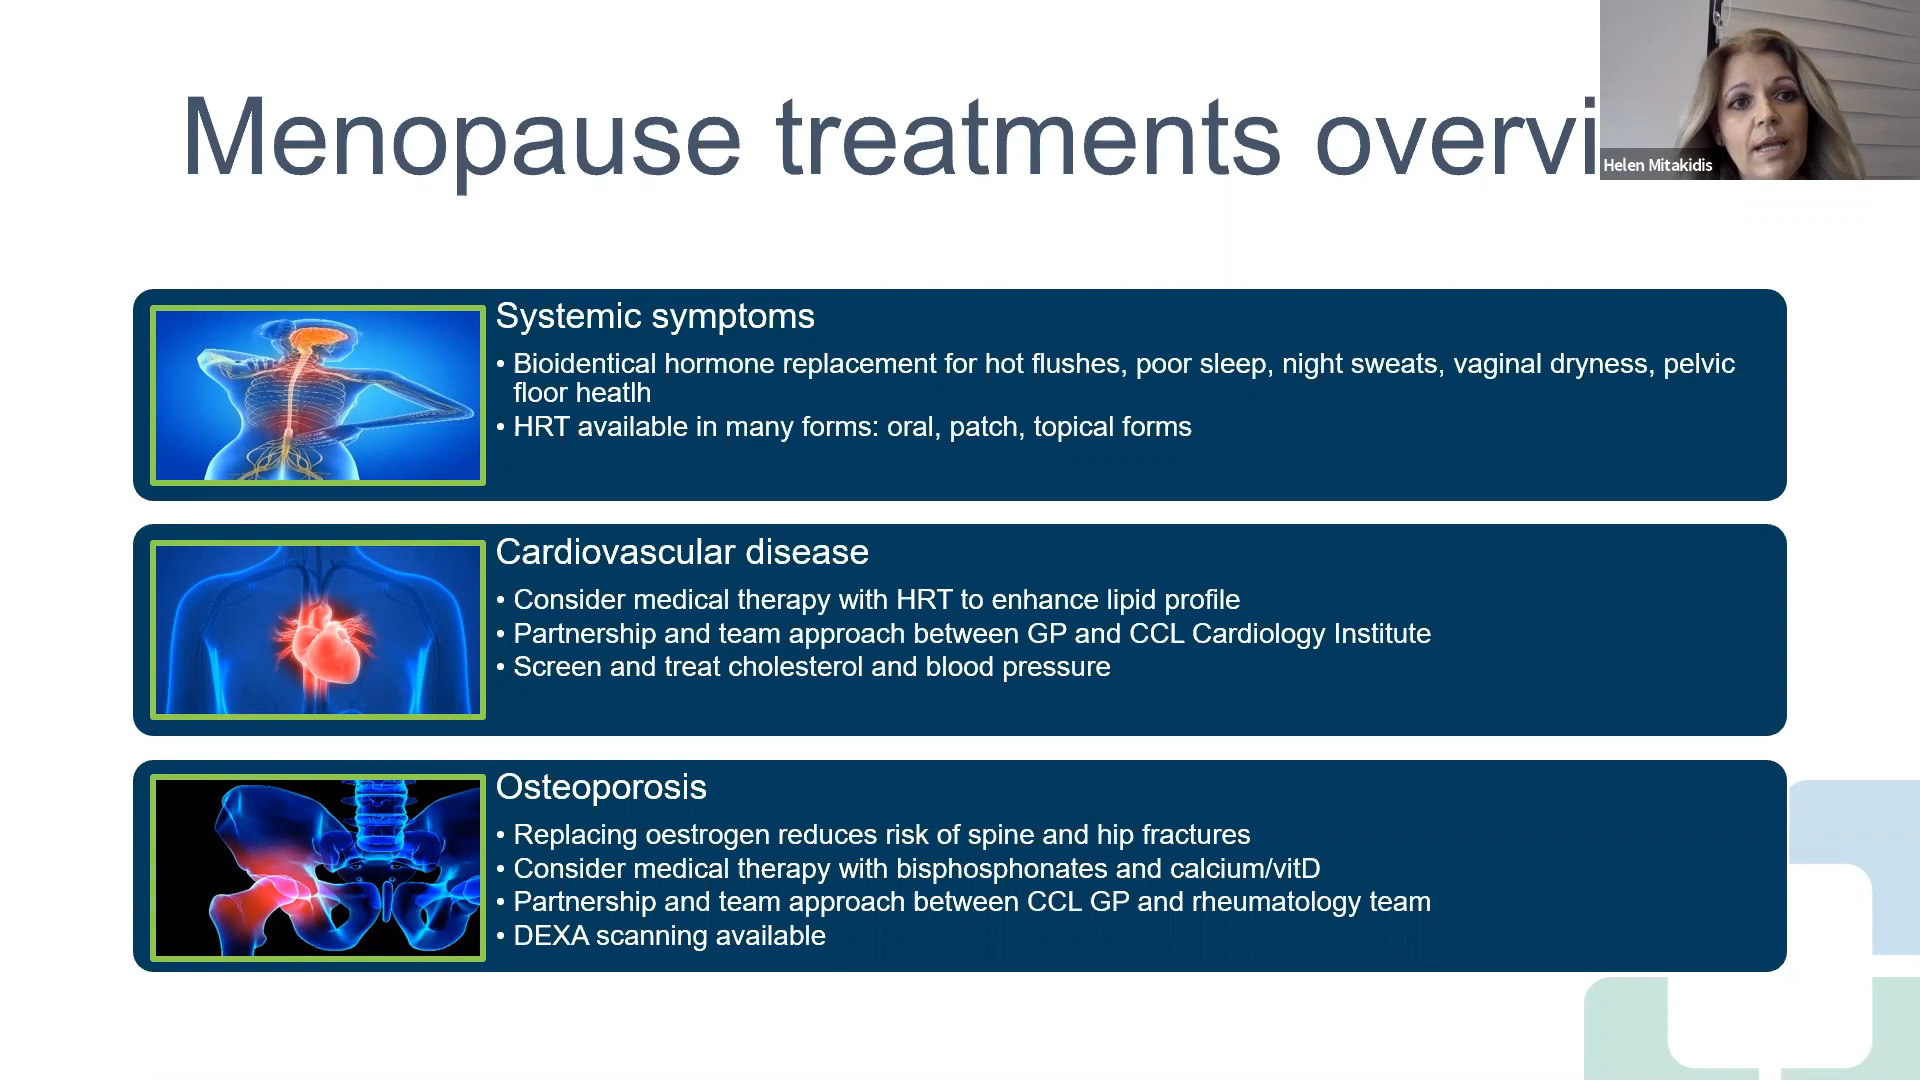 Menopause treatments overvi
Helen Mitakidis
Systemic symptoms
• Bioidentical hormone replacement for hot flushes, poor sleep, night sweats, vaginal dryness, pelvic
floor heatlh
• HRT available in many forms: oral, patch, topical forms
Cardiovascular disease
• Consider medical therapy with HRT to enhance lipid profile
• Partnership and team approach between GP and CCL Cardiology Institute
• Screen and treat cholesterol and blood pressure
Osteoporosis
• Replacing oestrogen reduces risk of spine and hip fractures
• Consider medical therapy with bisphosphonates and calcium/vitD
• Partnership and team approach between CCL GP and rheumatology team
• DEXA scanning available